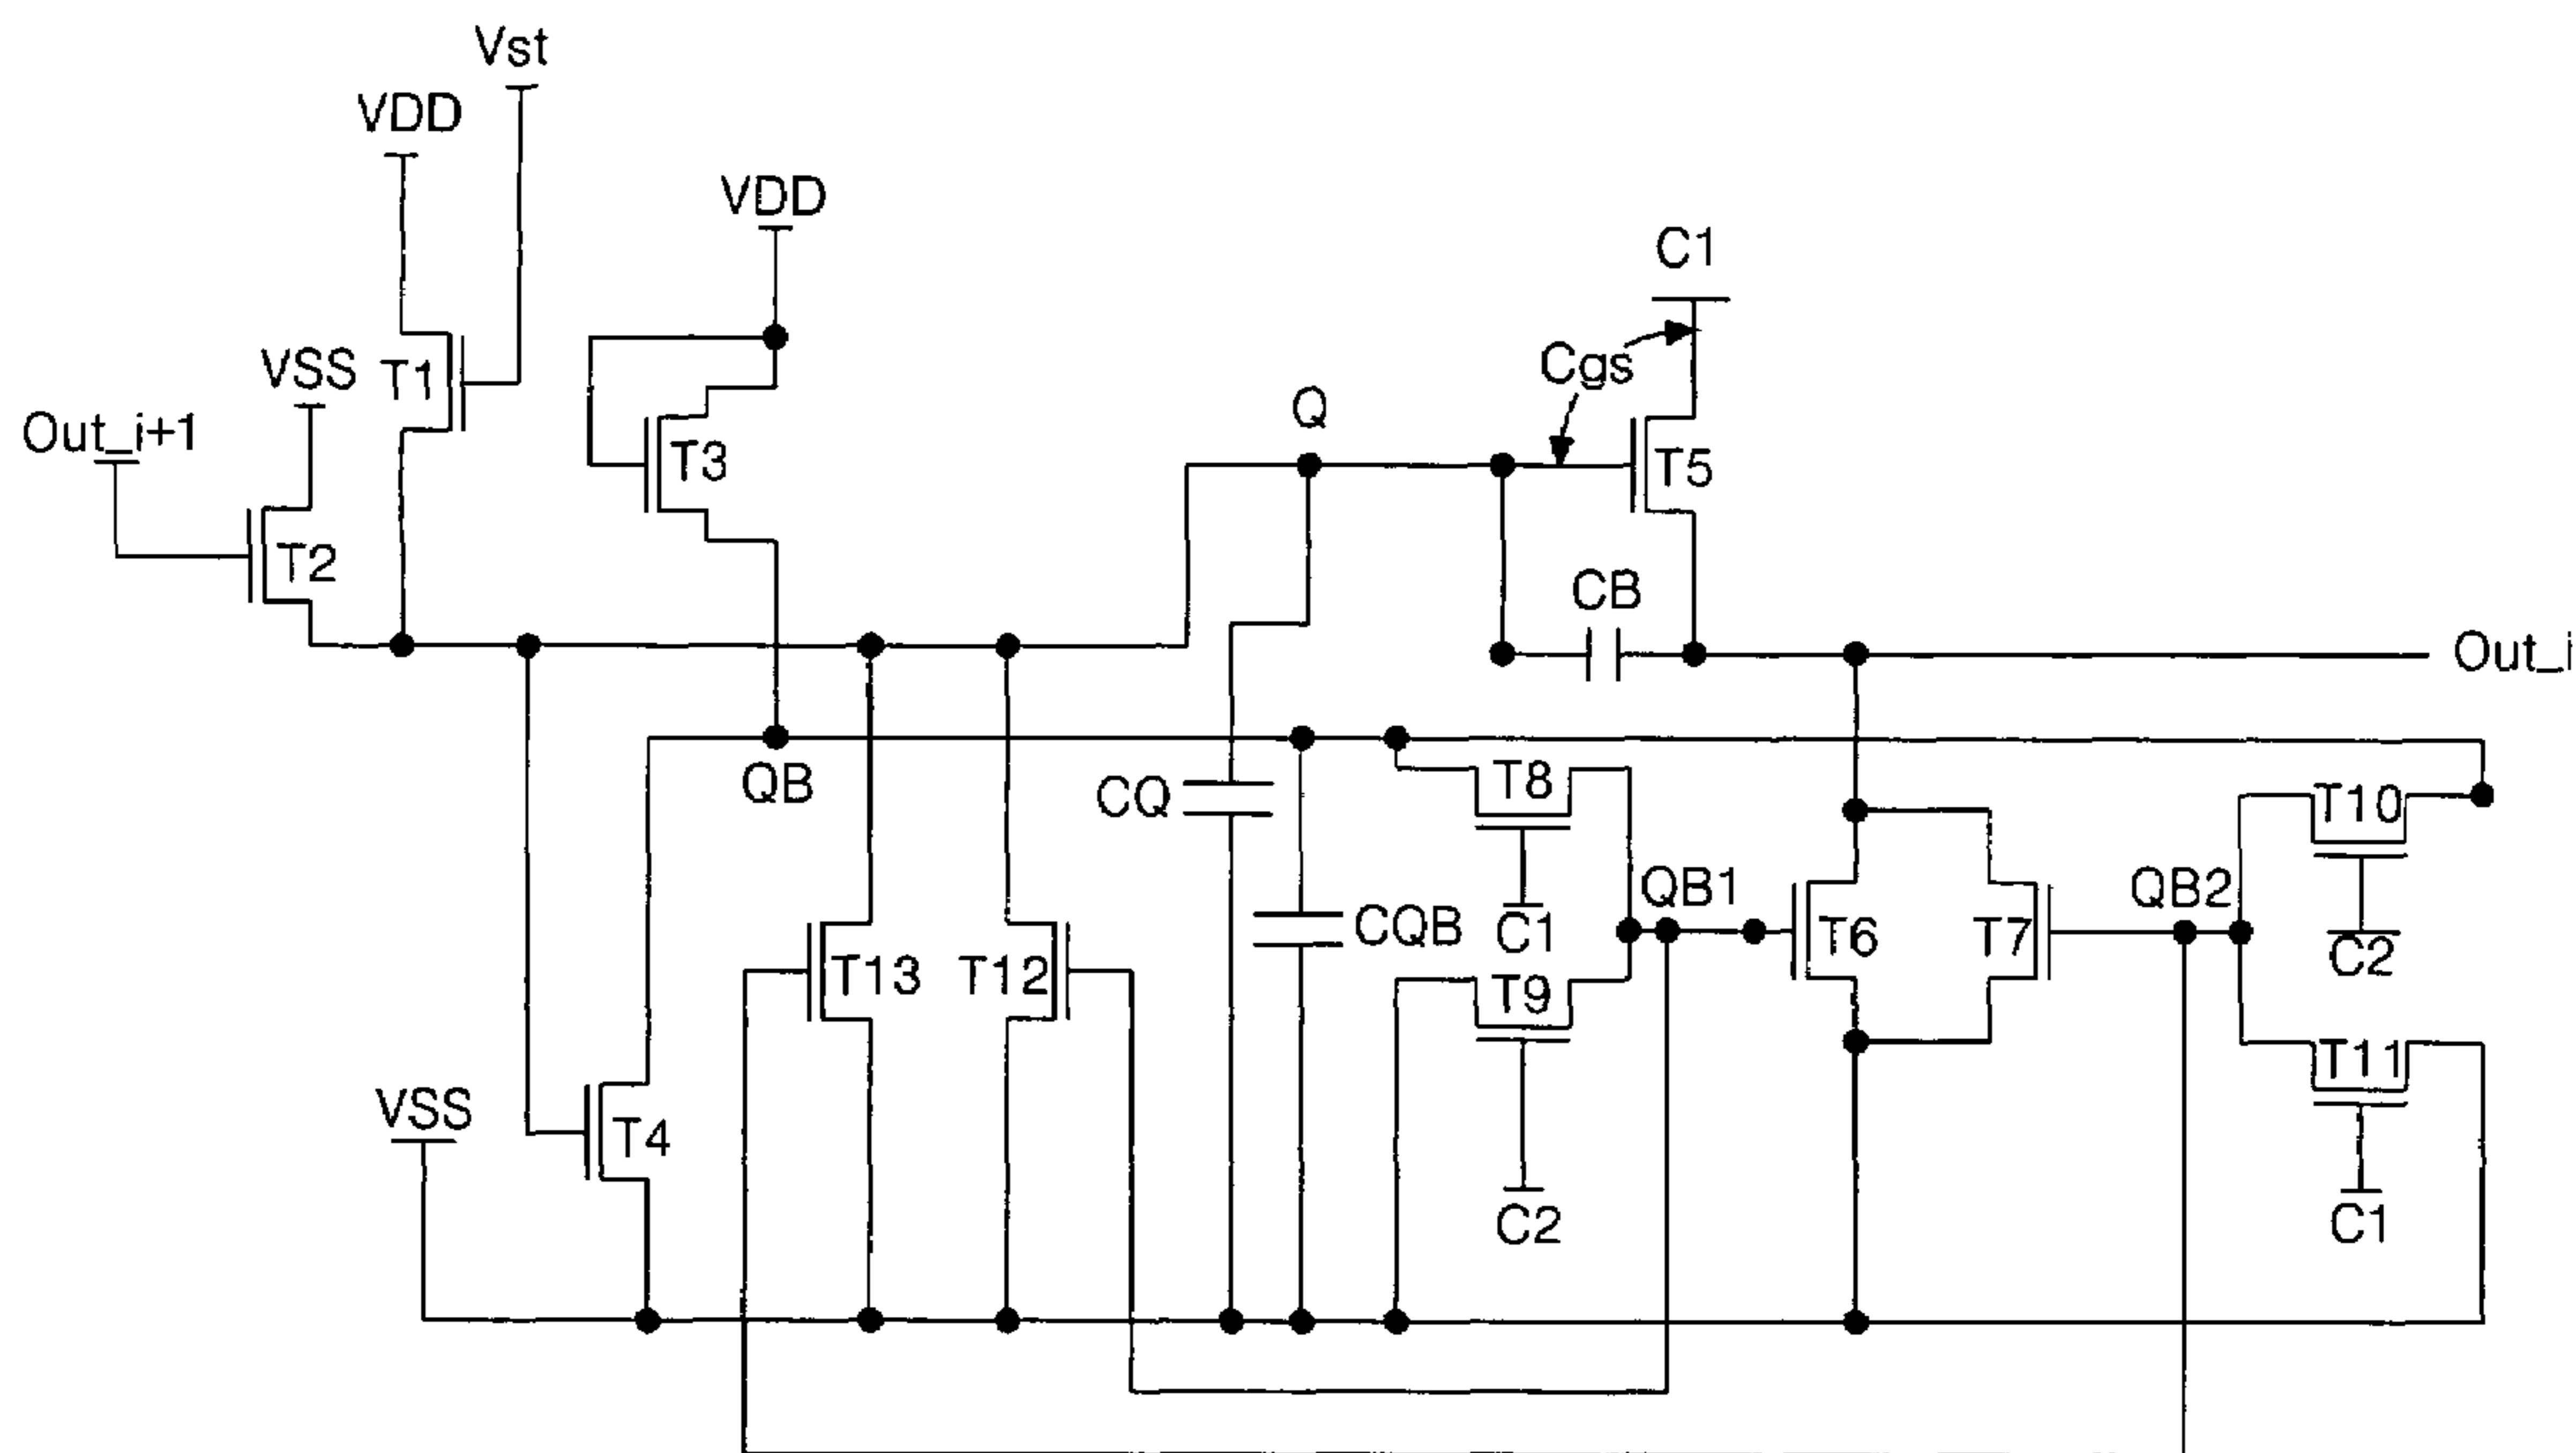 Vst
VDD
VDD
C1
VSS
T1
Cgs
Q
Out_i+1
T3
T5
T2
CB
Out_i
QB
CQ
T8
T10
QB1
QB2
C1
CQB
T6
T7
C2
T13
T12
T9
T11
VSS
T4
C2
C1